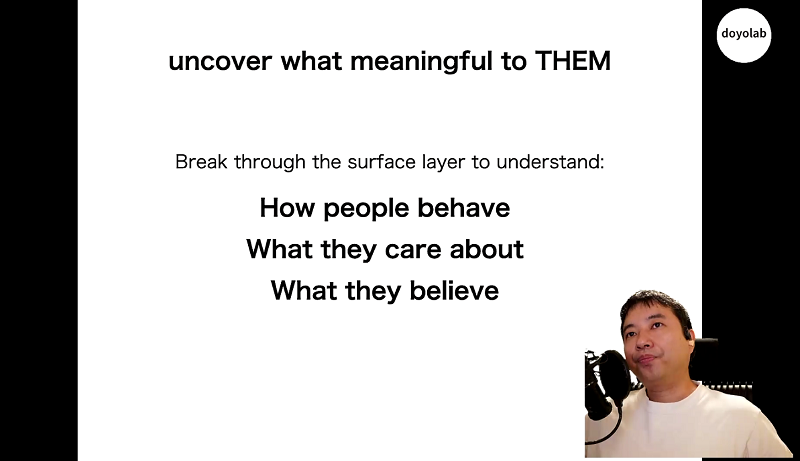 doyolab
uncover what meaningful to THEM
Break through the surface layer to understand:
How people behave
What they care about
What they believe